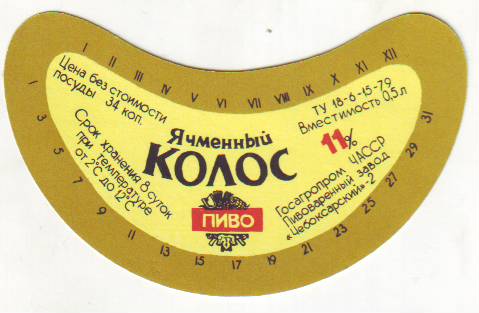 I II III IV V VI VII VIII IX X XI XII
Цена без стоимости
посуды 34 коп.
ТУ 18-6-15-79
Вместимость 0,5 л
Ячменный
КОЛОС
11%
Срок хранения 8 суток
при температуре
от 2°С до 12°С
ПИВО
Госагропром ЧАССР
Пивоваренный завод
«Чебоксарский»-2
1 3 5 7 9 11 13 15 17 19 21 23 25 27 29 31